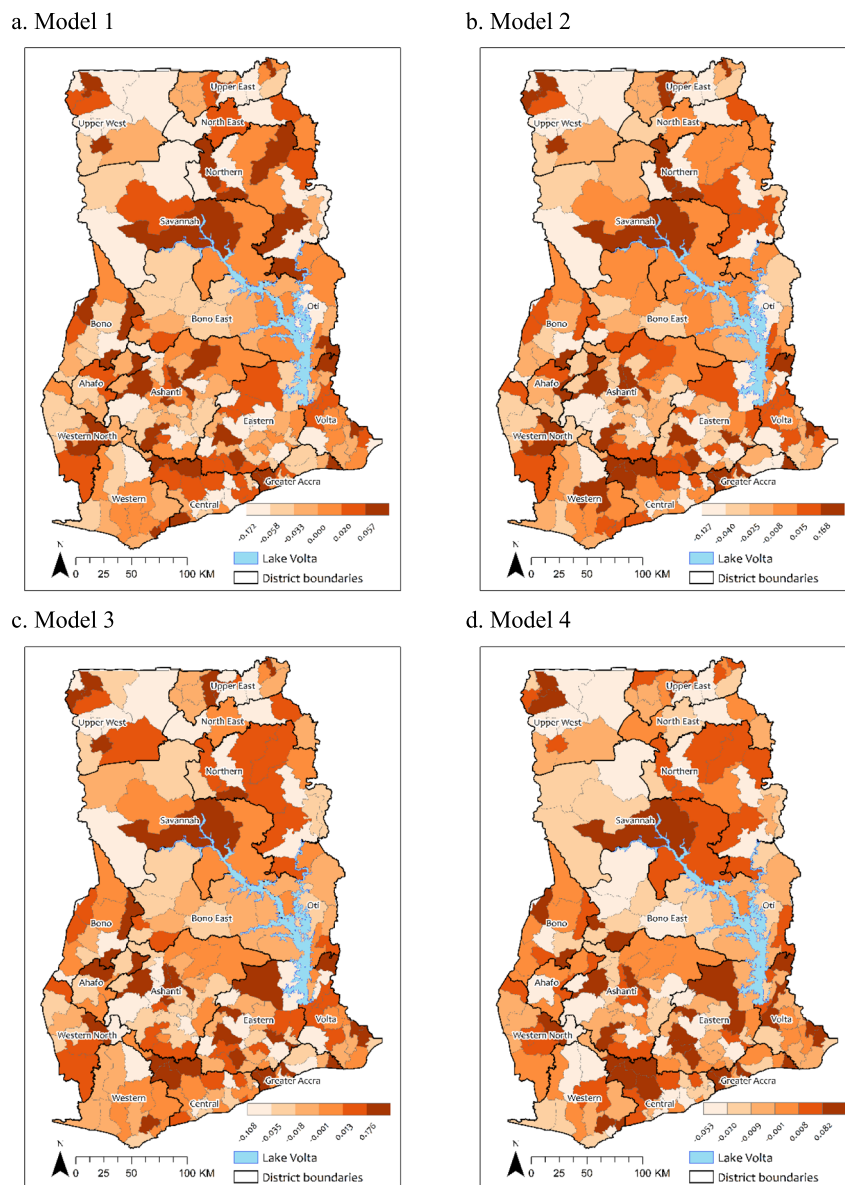 a. Model 1
Upper East
Upper West
North East
Northern
Savannah
Oti
Bono
Bono East
Ahafo
Ashanti
Volta
Eastern
Western North
Greater Accra
Western
Central
-0.172 -0.058 -0.033 0.000 0.020 0.057
N
0 25 50 100 KM
Lake Volta
District boundaries
b. Model 2
Upper East
Upper West
North East
Northern
Savannah
Oti
Bono
Bono East
Ahafo
Ashanti
Volta
Eastern
Western North
Greater Accra
Western
Central
-0.127 -0.040 -0.025 -0.008 0.015 0.168
N
0 25 50 100 KM
Lake Volta
District boundaries
c. Model 3
Upper East
Upper West
North East
Northern
Savannah
Oti
Bono
Bono East
Ahafo
Ashanti
Volta
Eastern
Western North
Greater Accra
Western
Central
-0.108 -0.035 -0.018 -0.001 0.013 0.176
N
0 25 50 100 KM
Lake Volta
District boundaries
d. Model 4
Upper East
Upper West
North East
Northern
Savannah
Oti
Bono
Bono East
Ahafo
Ashanti
Volta
Eastern
Western North
Greater Accra
Western
Central
-0.009 -0.001 0.008 0.082
N
0 25 50 100 KM
Lake Volta
District boundaries